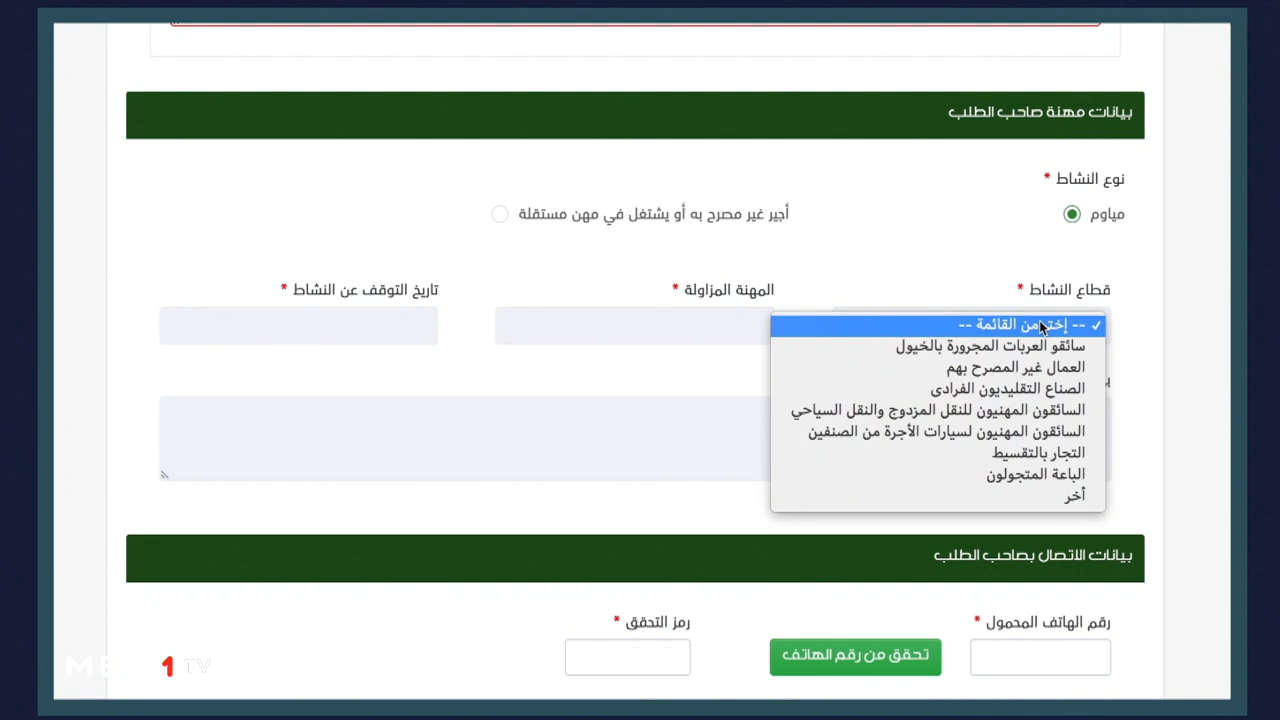 بيانات مهنة صاحب الطلب
نوع النشاط *
مياوم
أجير غير مصرح به أو يشتغل في مهن مستقلة
قطاع النشاط *
المهنة المزاولة *
تاريخ التوقف عن النشاط *
-- إختر من القائمة --
سائقو العربات المجرورة بالخيول
العمال غير المصرح بهم
الصناع التقليديون الفرادى
السائقون المهنيون للنقل المزدوج والنقل السياحي
السائقون المهنيون لسيارات الأجرة من الصنفين
التجار بالتقسيط
الباعة المتجولون
أخر
بيانات الاتصال بصاحب الطلب
رقم الهاتف المحمول *
رمز التحقق *
تحقق من رقم الهاتف
1 TV